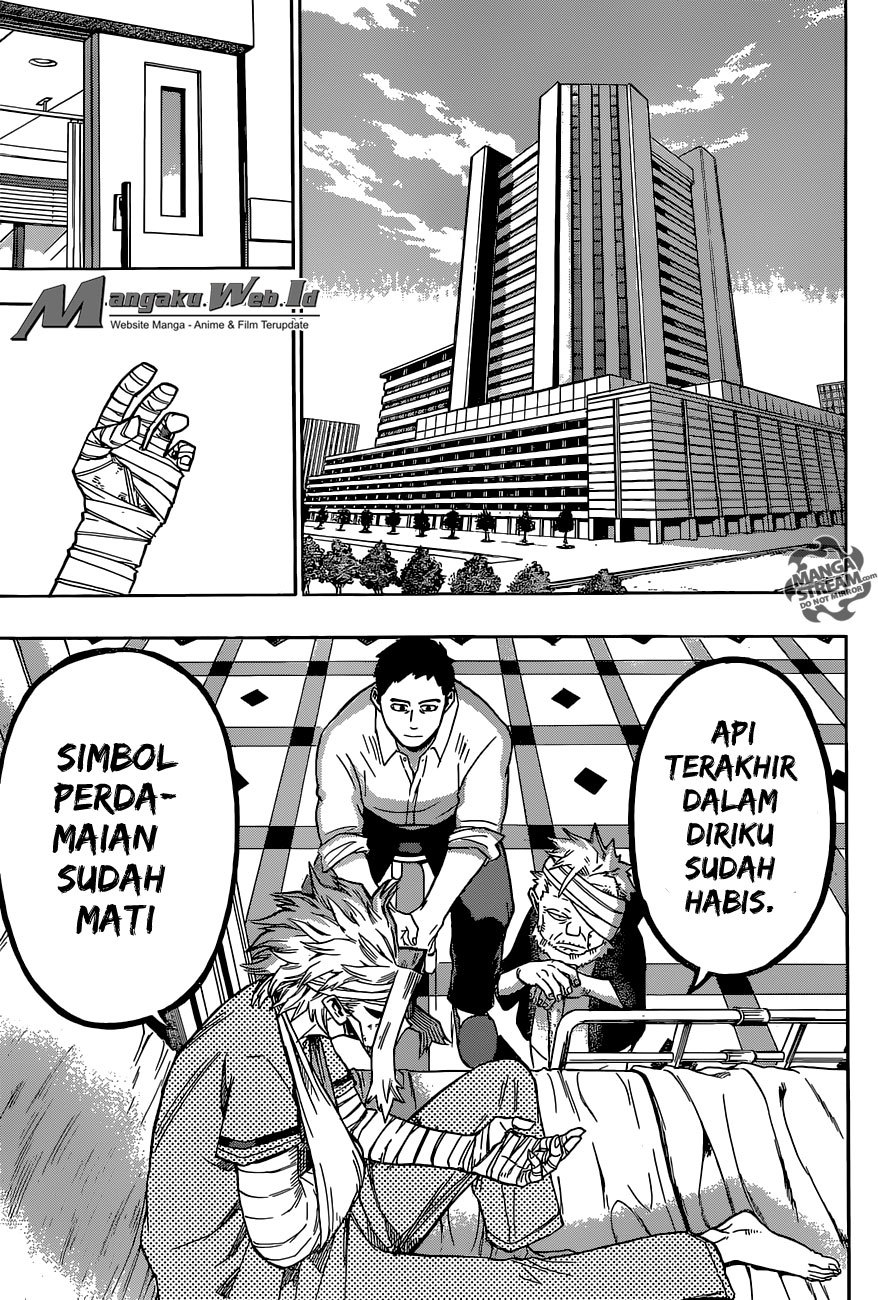 Mangaku.Web.Id
Website Manga - Anime & Film Terupdate
MANGA
STREAM.com
DO NOT MIRROR
API
TERAKHIR
DALAM
DIRIKU
SUDAH
HABIS.
SIMBOL
PERDA-
MAIAN
SUDAH
MATI